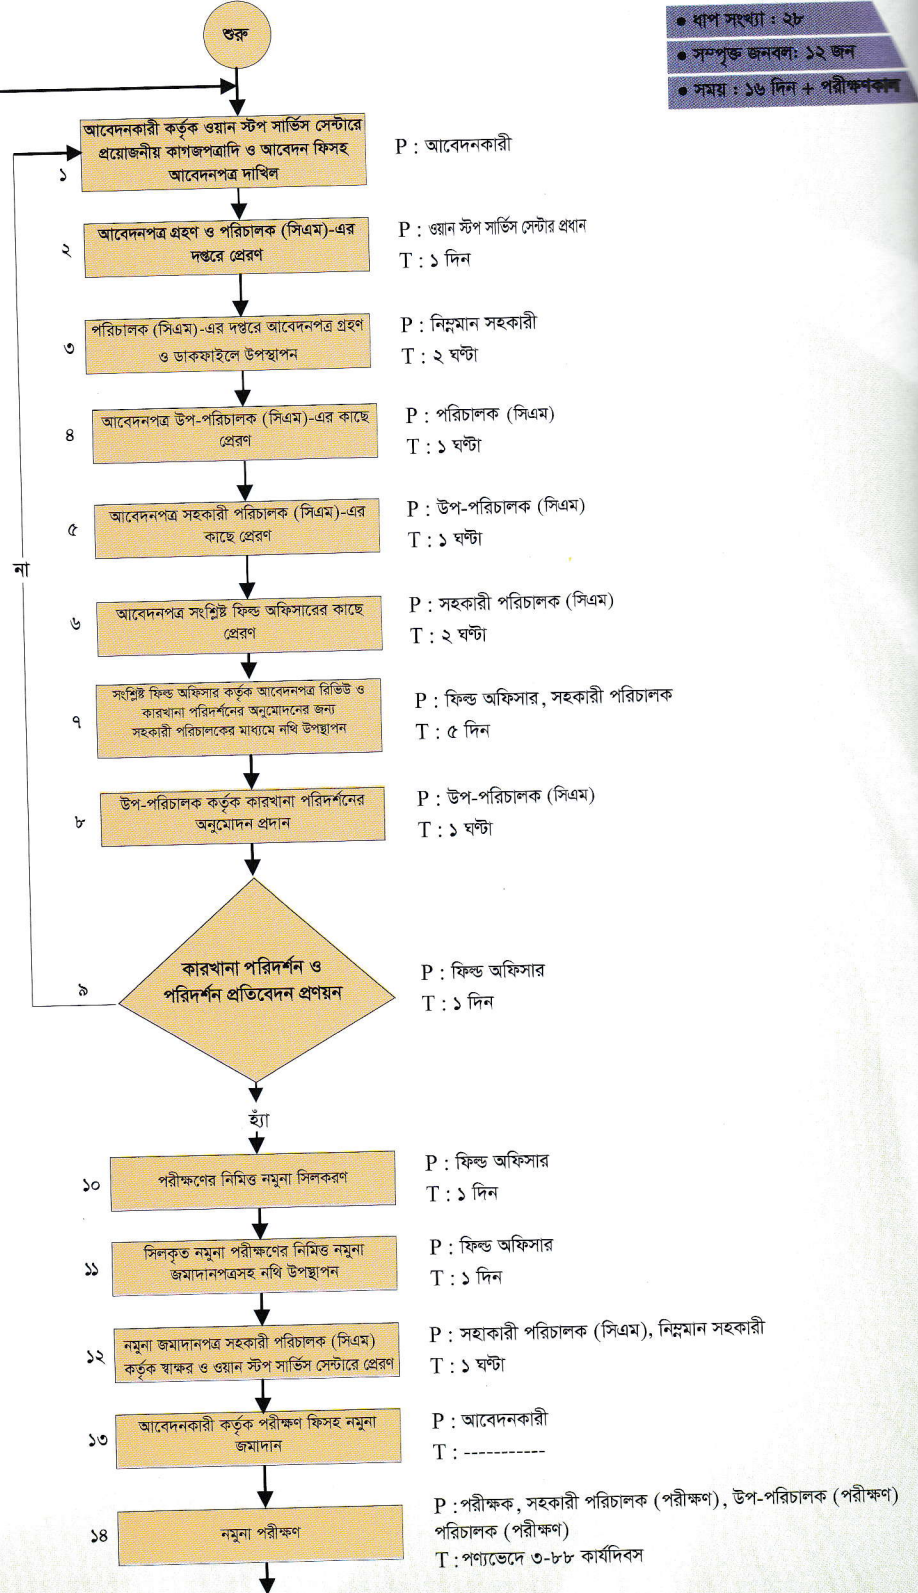 শুরু
● ধাপ সংখ্যা : ২৮
● সম্পৃক্ত জনবল: ১২ জন
● সময় : ১৬ দিন + পরীক্ষণকাল
আবেদনকারী কর্তৃক ওয়ান স্টপ সার্ভিস সেন্টারে
প্রয়োজনীয় কাগজপত্রাদি ও আবেদন ফিসহ
আবেদনপত্র দাখিল
১
P : আবেদনকারী
আবেদনপত্র গ্রহণ ও পরিচালক (সিএম)-এর
দপ্তরে প্রেরণ
২
P : ওয়ান স্টপ সার্ভিস সেন্টার প্রধান
T : ১ দিন
পরিচালক (সিএম)-এর দপ্তরে আবেদনপত্র গ্রহণ
ও ডাকফাইলে উপস্থাপন
৩
P : নিম্নমান সহকারী
T : ২ ঘণ্টা
আবেদনপত্র উপ-পরিচালক (সিএম)-এর কাছে
প্রেরণ
৪
P : পরিচালক (সিএম)
T : ১ ঘণ্টা
আবেদনপত্র সহকারী পরিচালক (সিএম)-এর
কাছে প্রেরণ
৫
P : উপ-পরিচালক (সিএম)
T : ১ ঘণ্টা
না
আবেদনপত্র সংশ্লিষ্ট ফিল্ড অফিসারের কাছে
প্রেরণ
৬
P : সহকারী পরিচালক (সিএম)
T : ২ ঘণ্টা
সংশ্লিষ্ট ফিল্ড অফিসার কর্তৃক আবেদনপত্র রিভিউ ও
কারখানা পরিদর্শনের অনুমোদনের জন্য
সহকারী পরিচালকের মাধ্যমে নথি উপস্থাপন
৭
P : ফিল্ড অফিসার, সহকারী পরিচালক
T : ৫ দিন
উপ-পরিচালক কর্তৃক কারখানা পরিদর্শনের
অনুমোদন প্রদান
৮
P : উপ-পরিচালক (সিএম)
T : ১ ঘণ্টা
কারখানা পরিদর্শন ও
পরিদর্শন প্রতিবেদন প্রণয়ন
৯
P : ফিল্ড অফিসার
T : ১ দিন
হ্যাঁ
পরীক্ষণের নিমিত্ত নমুনা সিলকরণ
১০
P : ফিল্ড অফিসার
T : ১ দিন
সিলকৃত নমুনা পরীক্ষণের নিমিত্ত নমুনা
জমাদানপত্রসহ নথি উপস্থাপন
১১
P : ফিল্ড অফিসার
T : ১ দিন
নমুনা জমাদানপত্র সহকারী পরিচালক (সিএম)
কর্তৃক স্বাক্ষর ও ওয়ান স্টপ সার্ভিস সেন্টারে প্রেরণ
১২
P : সহাকারী পরিচালক (সিএম), নিম্নমান সহকারী
T : ১ ঘণ্টা
আবেদনকারী কর্তৃক পরীক্ষণ ফিসহ নমুনা
জমাদান
১৩
P : আবেদনকারী
T : -----------
নমুনা পরীক্ষণ
১৪
P :পরীক্ষক, সহকারী পরিচালক (পরীক্ষণ), উপ-পরিচালক (পরীক্ষণ)
পরিচালক (পরীক্ষণ)
T : পণ্যভেদে ৩-৮৮ কার্যদিবস